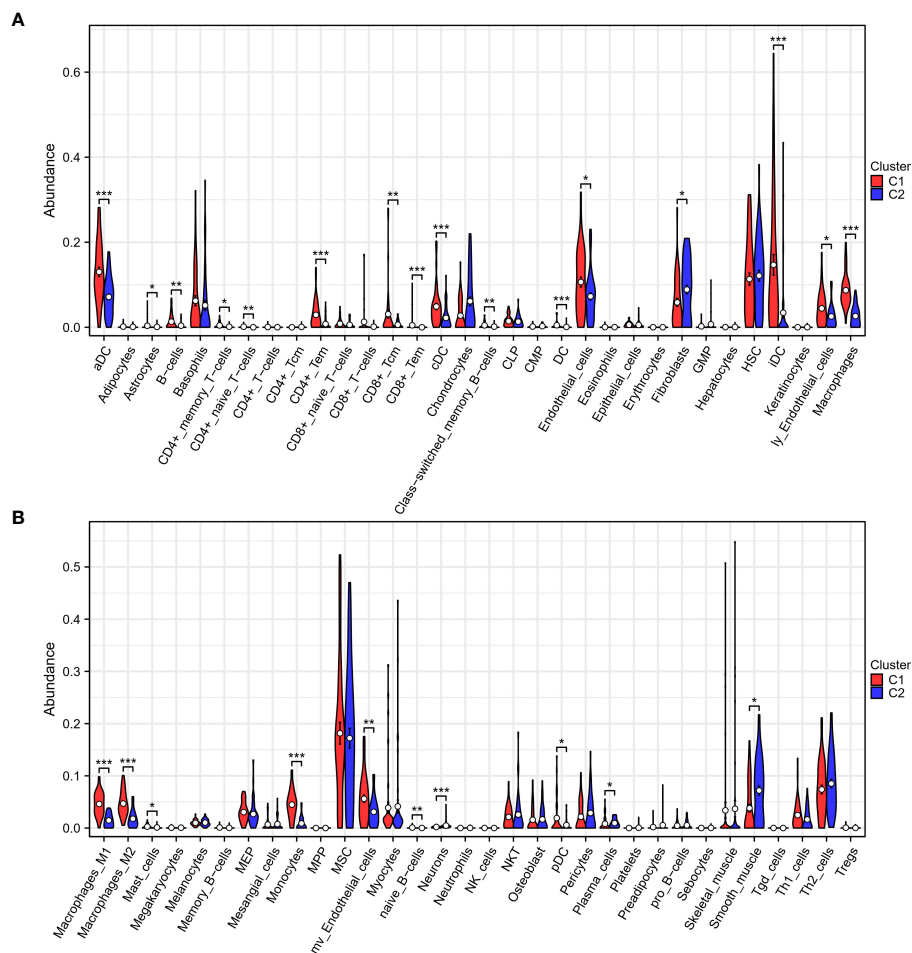 A
***
***
*
**
*
**
***
**
***
***
**
***
*
*
*
***
Abundance
0.6
0.4
0.2
0.0
Cluster
C1
C2
aDC
Adipocytes
Astrocytes
B-cells
Basophils
CD4+_memory_T-cells
CD4+_naive_T-cells
CD4+_T-cells
CD4+_Tcm
CD4+_Tem
CD8+_naive_T-cells
CD8+_T-cells
CD8+_Tcm
CD8+_Tem
cDC
Chondrocytes
Class-switched_memory_B-cells
CLP
CMP
DC
Endothelial_cells
Eosinophils
Epithelial_cells
Erythrocytes
Fibroblasts
GMP
Hepatocytes
HSC
iDC
Keratinocytes
ly_Endothelial_cells
Macrophages
B
***
***
*
***
**
**
***
*
*
*
Abundance
0.5
0.4
0.3
0.2
0.1
0.0
Cluster
C1
C2
Macrophages_M1
Macrophages_M2
Mast_cells
Megakaryocytes
Melanocytes
Memory_B-cells
MEP
Mesangial_cells
Monocytes
MPP
MSC
mv_Endothelial_cells
Myocytes
naive_B-cells
Neurons
Neutrophils
NK_cells
NKT
Osteoblast
pDC
Pericytes
Plasma_cells
Platelets
Preadipocytes
pro_B-cells
Sebocytes
Skeletal_muscle
Smooth_muscle
Tgd_cells
Th1_cells
Th2_cells
Tregs